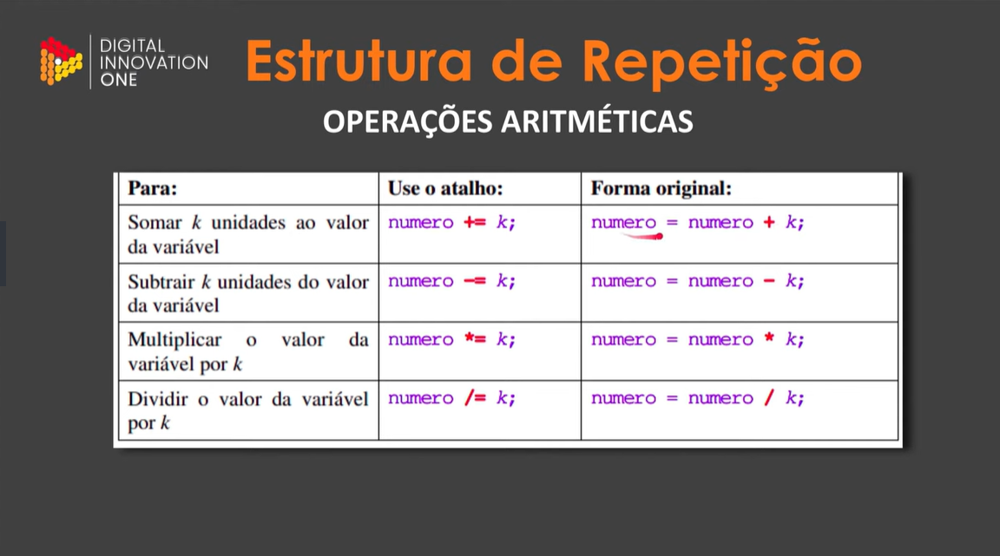 DIGITAL
INNOVATION
ONE
Estrutura de Repetição
OPERAÇÕES ARITMÉTICAS
Para: Use o atalho: Forma original:
Somar k unidades ao valor da variável numero += k; numero = numero + k;
Subtrair k unidades do valor da variável numero -= k; numero = numero - k;
Multiplicar o valor da variável por k numero *= k; numero = numero * k;
Dividir o valor da variável por k numero /= k; numero = numero / k;